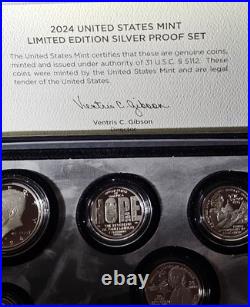 2024 UNITED STATES MINT
LIMITED EDITION SILVER PROOF SET
The United States Mint certifies that these are genuine coins,
minted and issued under authority of 31 U.S.C. § 5112. These
coins were minted by the United States Mint and are legal
tender of the United States.
Ventris C. Gibson
Ventris C. Gibson
Director
HOPE